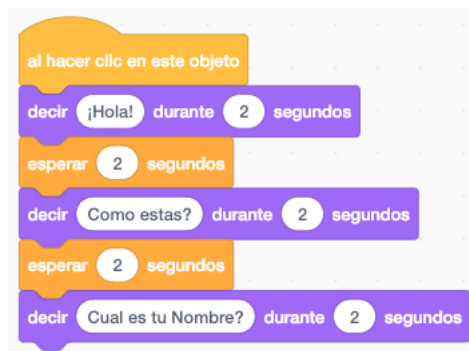 al hacer clic en este objeto
decir ¡Hola! durante 2 segundos
esperar 2 segundos
decir Como estas? durante 2 segundos
esperar 2 segundos
decir Cual es tu Nombre? durante 2 segundos